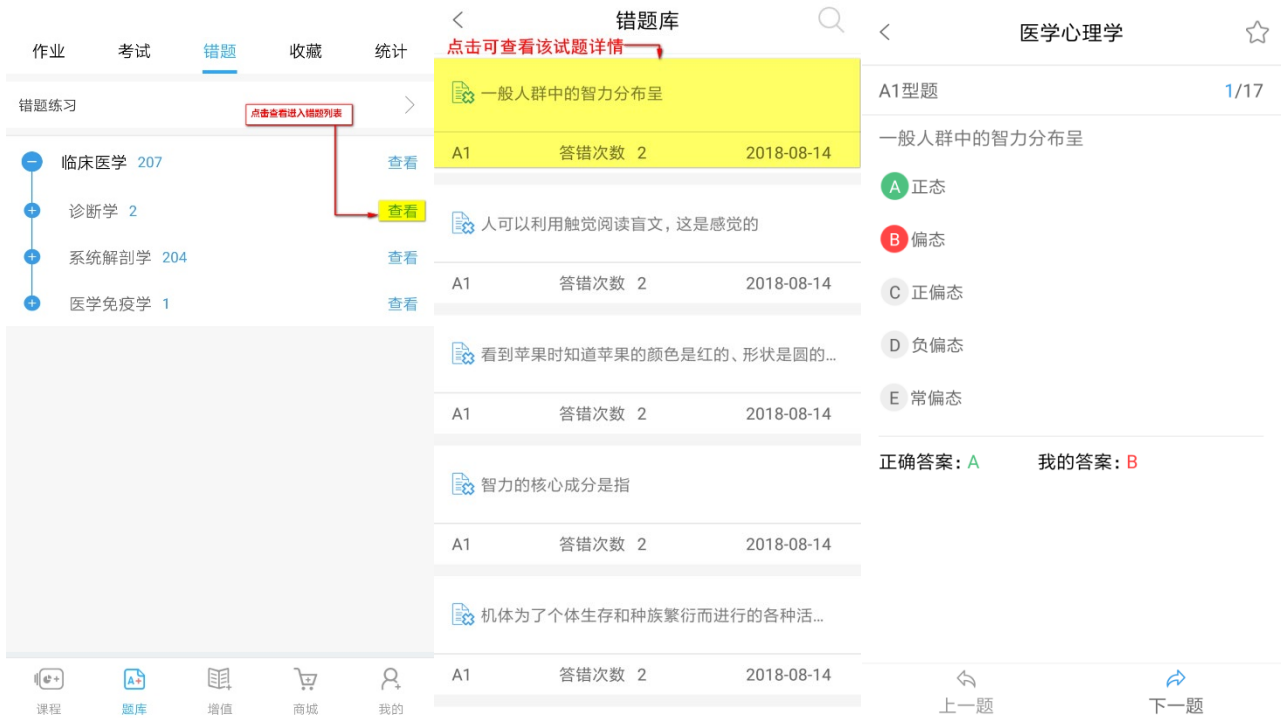 作业 考试 错题 收藏 统计
错题练习
点击查看进入错题列表
临床医学 207 查看
诊断学 2 查看
系统解剖学 204 查看
医学免疫学 1 查看
课程 题库 增值 商城 我的
错题库
点击可查看该试题详情
一般人群中的智力分布呈
A1 答错次数 2 2018-08-14
人可以利用触觉阅读盲文，这是感觉的
A1 答错次数 2 2018-08-14
看到苹果时知道苹果的颜色是红的、形状是圆的...
A1 答错次数 2 2018-08-14
智力的核心成分是指
A1 答错次数 2 2018-08-14
机体为了个体生存和种族繁衍而进行的各种活...
A1 答错次数 2 2018-08-14
医学心理学
A1型题 1/17
一般人群中的智力分布呈
A 正态
B 偏态
C 正偏态
D 负偏态
E 常偏态
正确答案：A 我的答案：B
上一题 下一题